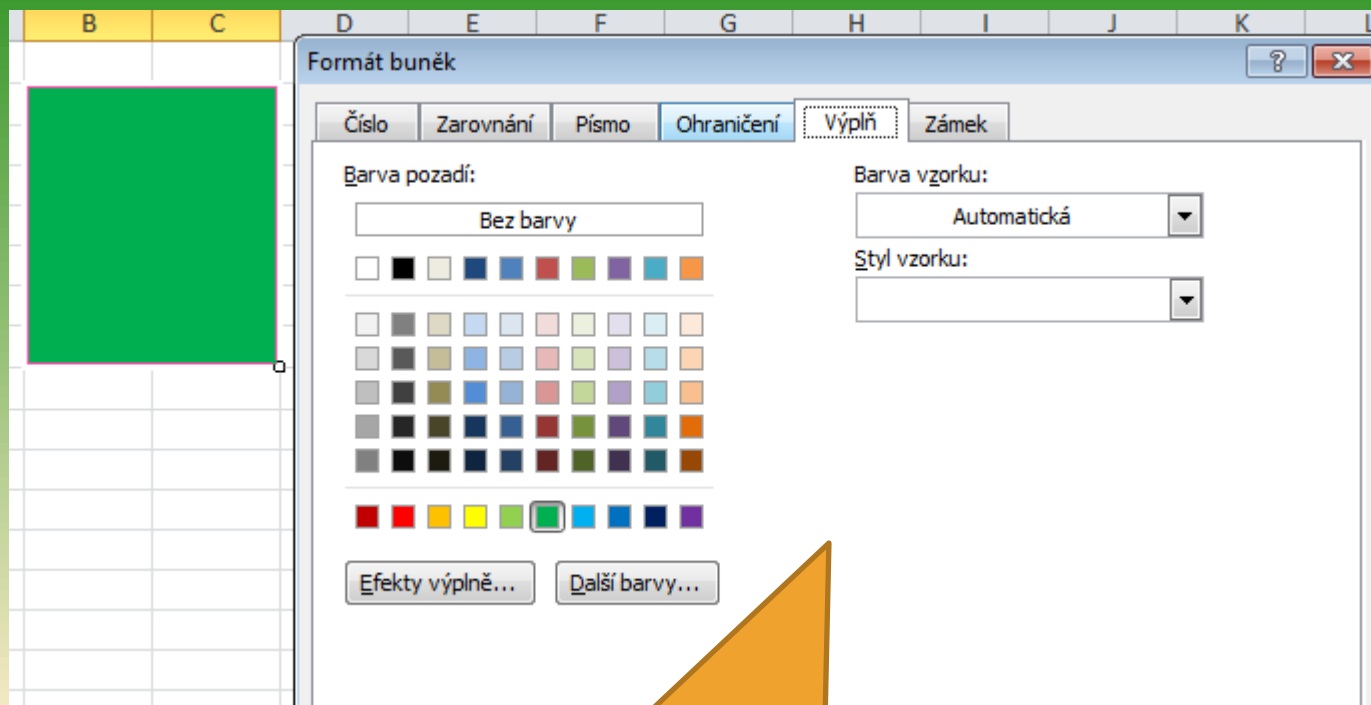 B C D E F G H I J K L
Formát buněk
Číslo Zarovnání Písmo Ohraničení Výplň Zámek
Barva pozadí: Barva vzorku:
Bez barvy Automatická
Styl vzorku:
Efekty výplně... Další barvy...